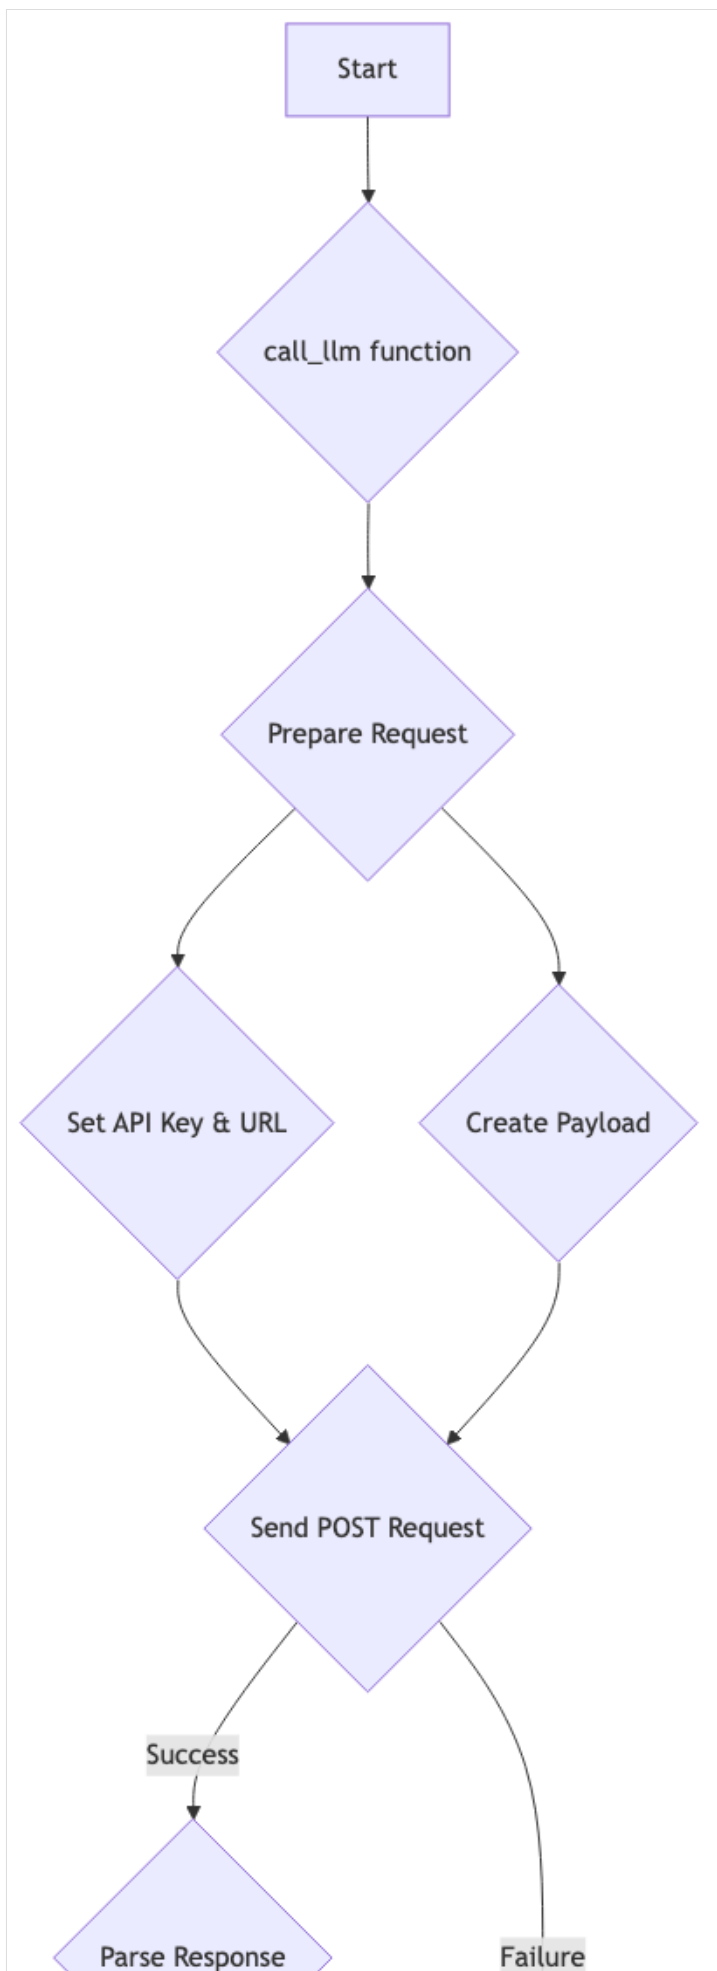 Start
call_llm function
Prepare Request
Set API Key & URL
Create Payload
Send POST Request
Success
Parse Response
Failure